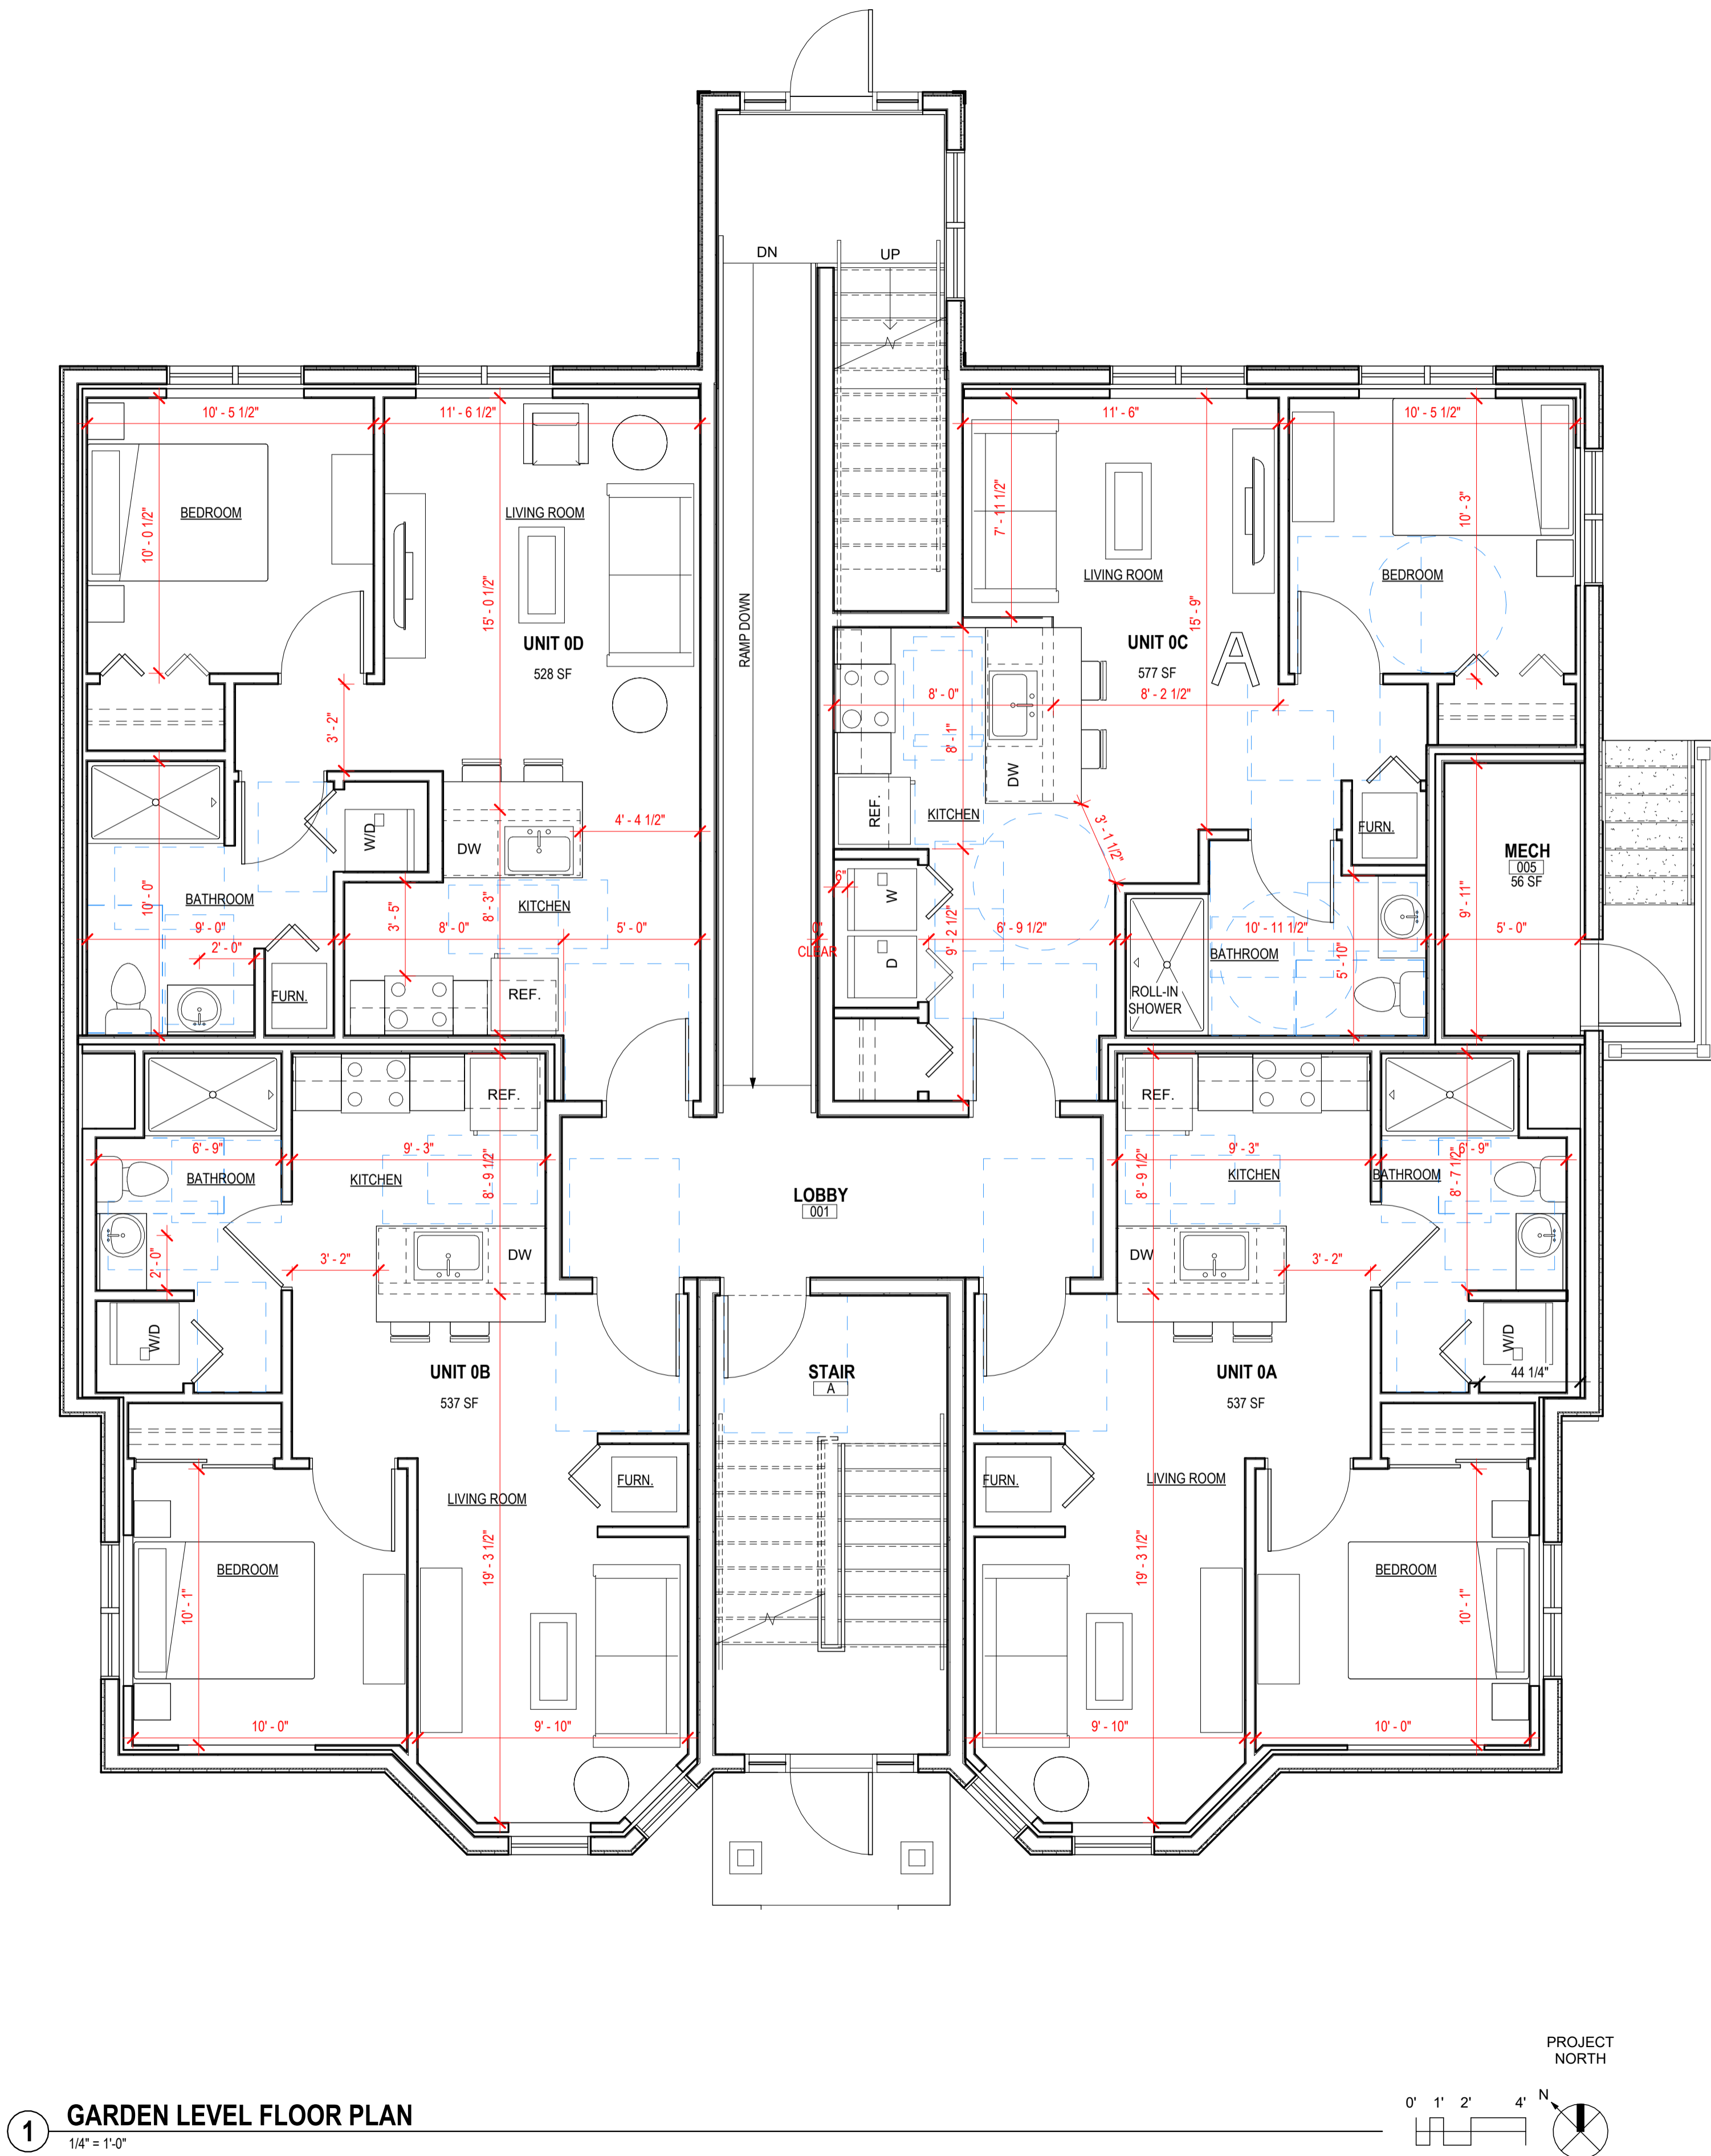 DN
UP
10' - 5 1/2"
11' - 6 1/2"
11' - 6"
10' - 5 1/2"
BEDROOM
10' - 0 1/2"
LIVING ROOM
15' - 0 1/2"
UNIT 0D
528 SF
RAMP DOWN
7' - 11 1/2"
LIVING ROOM
15' - 9"
10' - 3"
BEDROOM
UNIT 0C
577 SF
A
8' - 0"
8' - 2 1/2"
8' - 1"
3' - 2"
DW
REF.
KITCHEN
3' - 1 1/2"
W/D
DW
4' - 4 1/2"
FURN.
MECH
005
56 SF
BATHROOM
10' - 0"
9' - 0"
2' - 0"
3' - 5"
8' - 3"
KITCHEN
8' - 0"
5' - 0"
6"
W
D
0"
CLEAR
9' - 2 1/2"
6' - 9 1/2"
10' - 11 1/2"
BATHROOM
5' - 10"
9' - 11"
5' - 0"
FURN.
REF.
ROLL-IN
SHOWER
REF.
REF.
6' - 9"
BATHROOM
9' - 3"
KITCHEN
8' - 9 1/2"
LOBBY
001
8' - 9 1/2"
9' - 3"
KITCHEN
6' - 9"
BATHROOM
8' - 7 1/2"
2' - 0"
3' - 2"
DW
DW
3' - 2"
W/D
W/D
44 1/4"
UNIT 0B
537 SF
STAIR
A
UNIT 0A
537 SF
FURN.
FURN.
LIVING ROOM
LIVING ROOM
19' - 3 1/2"
19' - 3 1/2"
BEDROOM
10' - 1"
BEDROOM
10' - 1"
10' - 0"
9' - 10"
9' - 10"
10' - 0"
PROJECT
NORTH
0' 1' 2' 4'
N
1
GARDEN LEVEL FLOOR PLAN
1/4" = 1'-0"